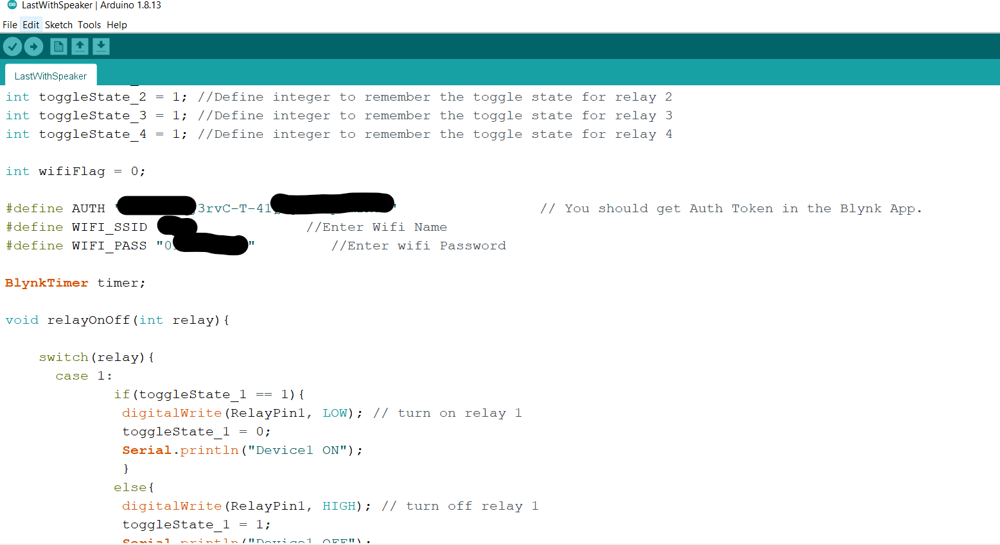 LastWithSpeaker | Arduino 1.8.13
File Edit Sketch Tools Help
LastWithSpeaker
int toggleState_2 = 1; //Define integer to remember the toggle state for relay 2
int toggleState_3 = 1; //Define integer to remember the toggle state for relay 3
int toggleState_4 = 1; //Define integer to remember the toggle state for relay 4
int wifiFlag = 0;
#define AUTH "3rvC-T-41" // You should get Auth Token in the Blynk App.
#define WIFI_SSID //Enter Wifi Name
#define WIFI_PASS "0" //Enter wifi Password
BlynkTimer timer;
void relayOnOff(int relay){
switch(relay){
case 1:
if(toggleState_1 == 1){
digitalWrite(RelayPin1, LOW); // turn on relay 1
toggleState_1 = 0;
Serial.println("Device1 ON");
}
else{
digitalWrite(RelayPin1, HIGH); // turn off relay 1
toggleState_1 = 1;
Serial.println("Device1 OFF");